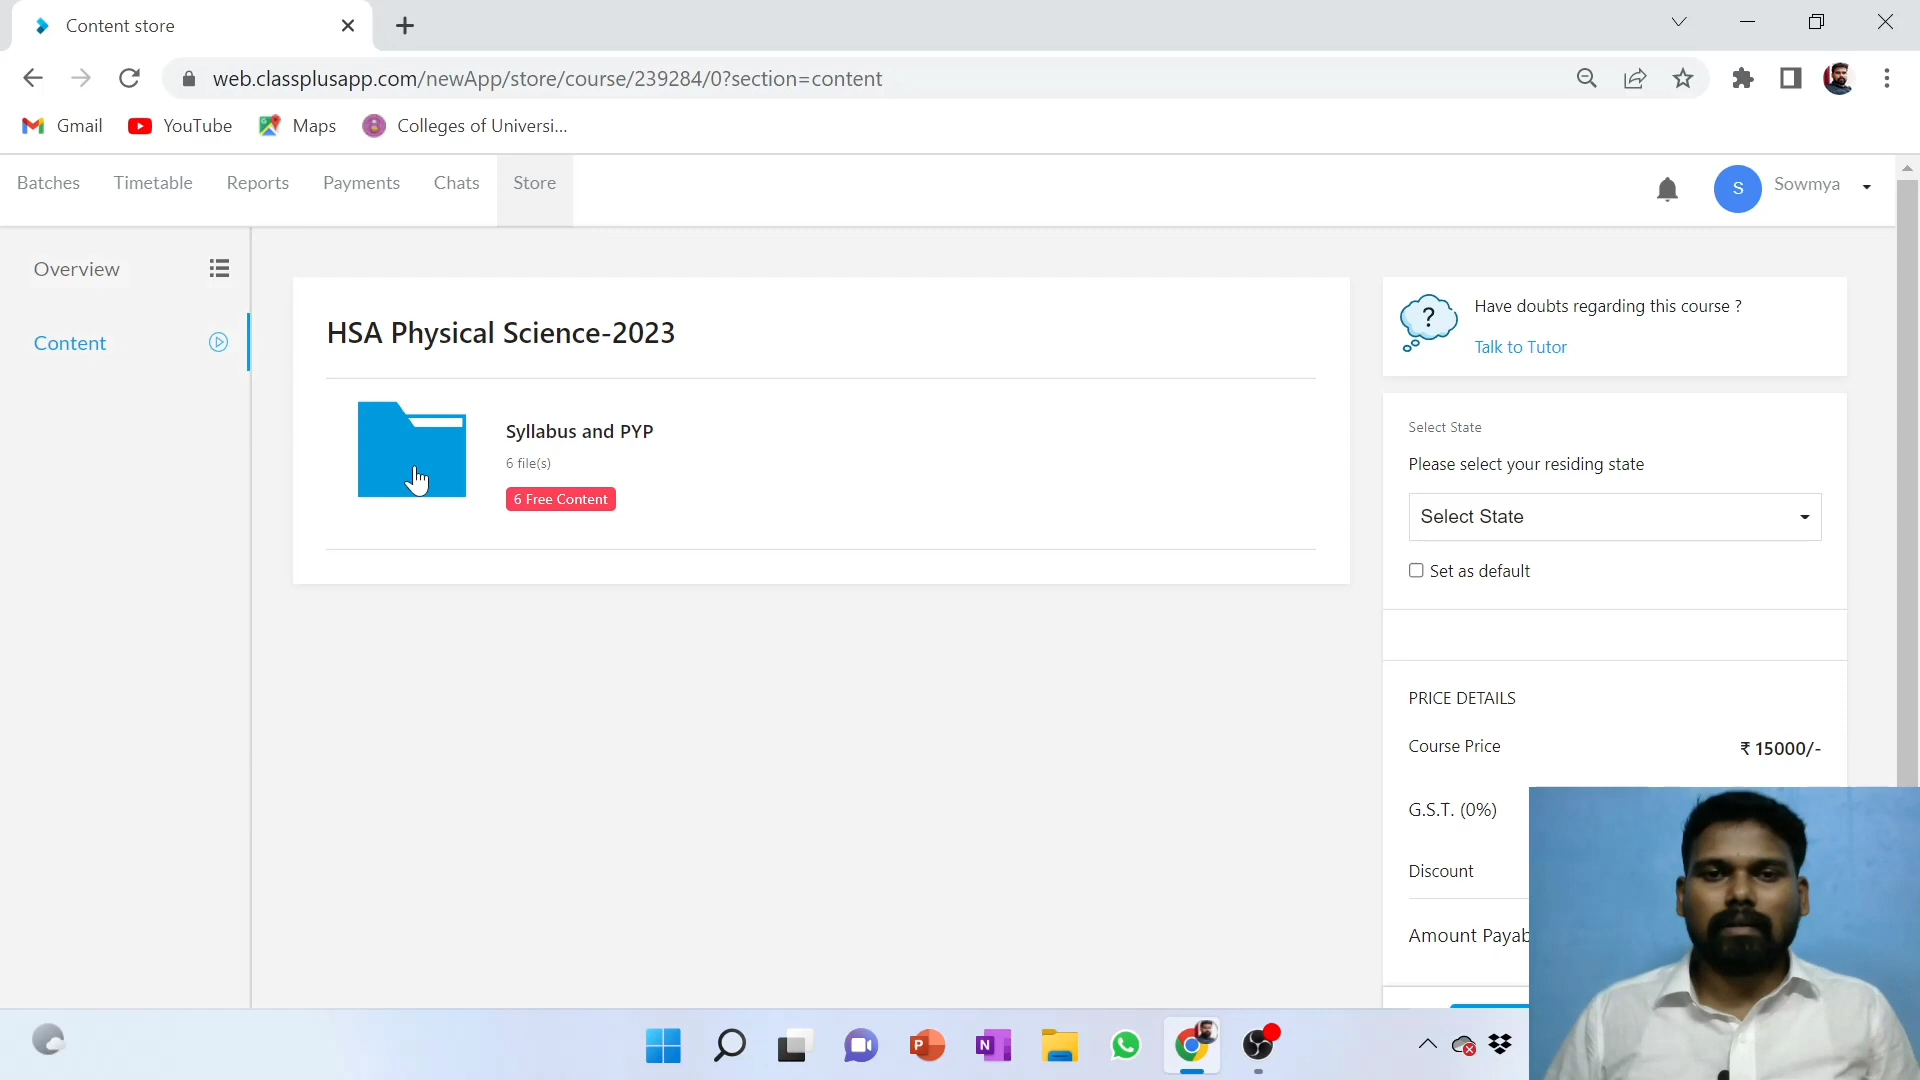 Content store
web.classplusapp.com/newApp/store/course/239284/0?section=content
Gmail
YouTube
Maps
Colleges of Universi...
Batches
Timetable
Reports
Payments
Chats
Store
S
Sowmya
Overview
Content
HSA Physical Science-2023
Syllabus and PYP
6 file(s)
6 Free Content
?
Have doubts regarding this course ?
Talk to Tutor
Select State
Please select your residing state
Select State
Set as default
PRICE DETAILS
Course Price
₹ 15000/-
G.S.T. (0%)
Discount
Amount Payab
P
N